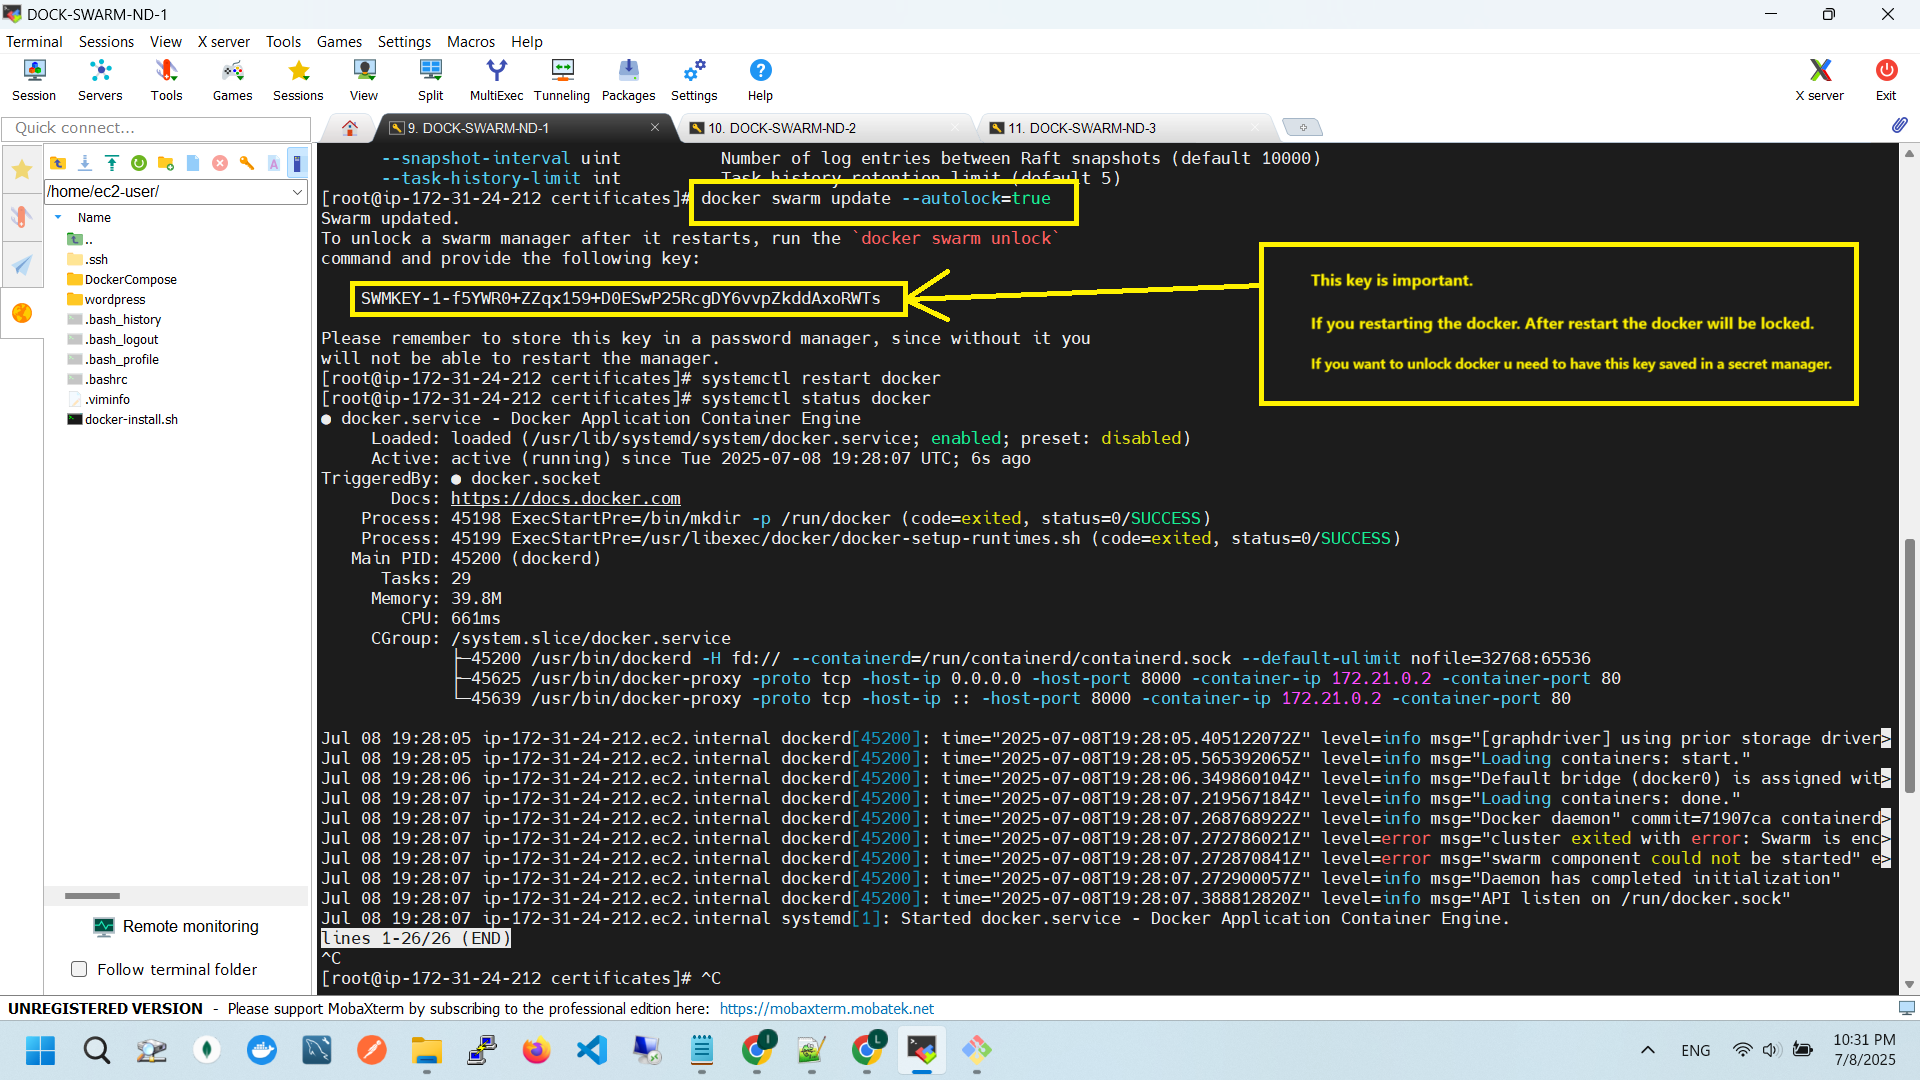 DOCK-SWARM-ND-1
Terminal Sessions View X server Tools Games Settings Macros Help
Session Servers Tools Games Sessions View Split MultiExec Tunneling Packages Settings Help X server Exit
Quick connect...
9. DOCK-SWARM-ND-1
10. DOCK-SWARM-ND-2
11. DOCK-SWARM-ND-3
/home/ec2-user/
Name
..
.ssh
DockerCompose
wordpress
.bash_history
.bash_logout
.bash_profile
.bashrc
.viminfo
docker-install.sh
Remote monitoring
Follow terminal folder
--snapshot-interval uint Number of log entries between Raft snapshots (default 10000)
--task-history-limit int Task history retention limit (default 5)
[root@ip-172-31-24-212 certificates]# docker swarm update --autolock=true
Swarm updated.
To unlock a swarm manager after it restarts, run the `docker swarm unlock`
command and provide the following key:
SWMKEY-1-f5YWR0+ZZqx159+D0ESwP25RcgDY6vvpZkddAxoRWTs
Please remember to store this key in a password manager, since without it you
will not be able to restart the manager.
[root@ip-172-31-24-212 certificates]# systemctl restart docker
[root@ip-172-31-24-212 certificates]# systemctl status docker
● docker.service - Docker Application Container Engine
Loaded: loaded (/usr/lib/systemd/system/docker.service; enabled; preset: disabled)
Active: active (running) since Tue 2025-07-08 19:28:07 UTC; 6s ago
TriggeredBy: ● docker.socket
Docs: https://docs.docker.com
Process: 45198 ExecStartPre=/bin/mkdir -p /run/docker (code=exited, status=0/SUCCESS)
Process: 45199 ExecStartPre=/usr/libexec/docker/docker-setup-runtimes.sh (code=exited, status=0/SUCCESS)
Main PID: 45200 (dockerd)
Tasks: 29
Memory: 39.8M
CPU: 661ms
CGroup: /system.slice/docker.service
├─45200 /usr/bin/dockerd -H fd:// --containerd=/run/containerd/containerd.sock --default-ulimit nofile=32768:65536
├─45625 /usr/bin/docker-proxy -proto tcp -host-ip 0.0.0.0 -host-port 8000 -container-ip 172.21.0.2 -container-port 80
└─45639 /usr/bin/docker-proxy -proto tcp -host-ip :: -host-port 8000 -container-ip 172.21.0.2 -container-port 80
Jul 08 19:28:05 ip-172-31-24-212.ec2.internal dockerd[45200]: time="2025-07-08T19:28:05.405122072Z" level=info msg="[graphdriver] using prior storage driver>
Jul 08 19:28:05 ip-172-31-24-212.ec2.internal dockerd[45200]: time="2025-07-08T19:28:05.565392065Z" level=info msg="Loading containers: start."
Jul 08 19:28:06 ip-172-31-24-212.ec2.internal dockerd[45200]: time="2025-07-08T19:28:06.349860104Z" level=info msg="Default bridge (docker0) is assigned wit>
Jul 08 19:28:07 ip-172-31-24-212.ec2.internal dockerd[45200]: time="2025-07-08T19:28:07.219567184Z" level=info msg="Loading containers: done."
Jul 08 19:28:07 ip-172-31-24-212.ec2.internal dockerd[45200]: time="2025-07-08T19:28:07.268768922Z" level=info msg="Docker daemon" commit=71907ca containerd>
Jul 08 19:28:07 ip-172-31-24-212.ec2.internal dockerd[45200]: time="2025-07-08T19:28:07.272786021Z" level=error msg="cluster exited with error: Swarm is enc>
Jul 08 19:28:07 ip-172-31-24-212.ec2.internal dockerd[45200]: time="2025-07-08T19:28:07.272870841Z" level=error msg="swarm component could not be started" e>
Jul 08 19:28:07 ip-172-31-24-212.ec2.internal dockerd[45200]: time="2025-07-08T19:28:07.272900057Z" level=info msg="Daemon has completed initialization"
Jul 08 19:28:07 ip-172-31-24-212.ec2.internal dockerd[45200]: time="2025-07-08T19:28:07.388812820Z" level=info msg="API listen on /run/docker.sock"
Jul 08 19:28:07 ip-172-31-24-212.ec2.internal systemd[1]: Started docker.service - Docker Application Container Engine.
lines 1-26/26 (END)
^C
[root@ip-172-31-24-212 certificates]# ^C
This key is important.
If you restarting the docker. After restart the docker will be locked.
If you want to unlock docker u need to have this key saved in a secret manager.
UNREGISTERED VERSION - Please support MobaXterm by subscribing to the professional edition here: https://mobaxterm.mobatek.net
ENG
10:31 PM
7/8/2025